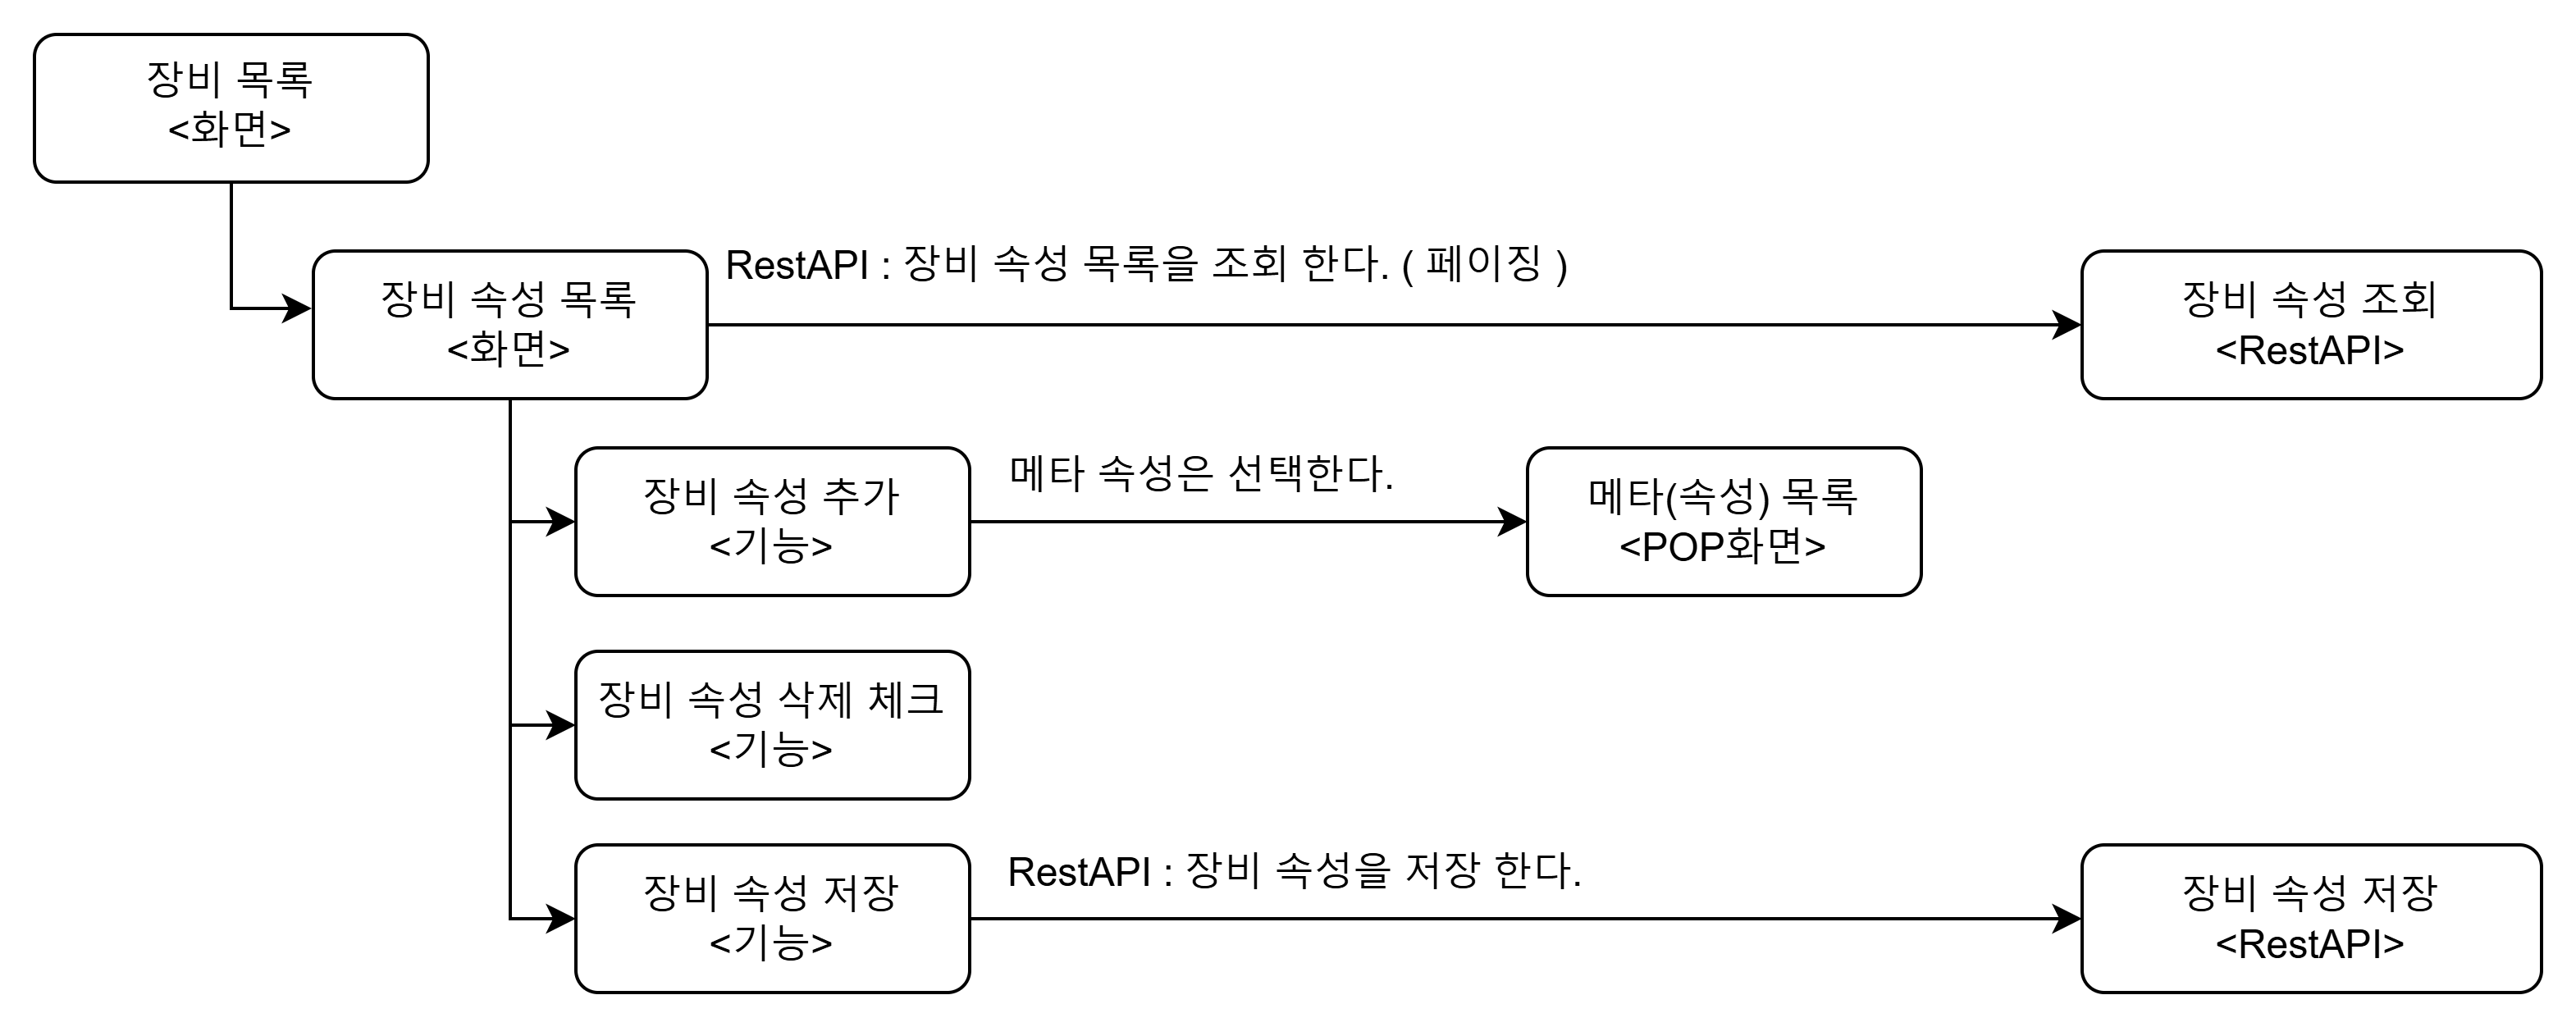 장비 목록
<화면>
RestAPI : 장비 속성 목록을 조회 한다. ( 페이징 )
장비 속성 목록
<화면>
장비 속성 조회
<RestAPI>
장비 속성 추가
<기능>
메타 속성은 선택한다.
메타(속성) 목록
<POP화면>
장비 속성 삭제 체크
<기능>
장비 속성 저장
<기능>
RestAPI : 장비 속성을 저장 한다.
장비 속성 저장
<RestAPI>